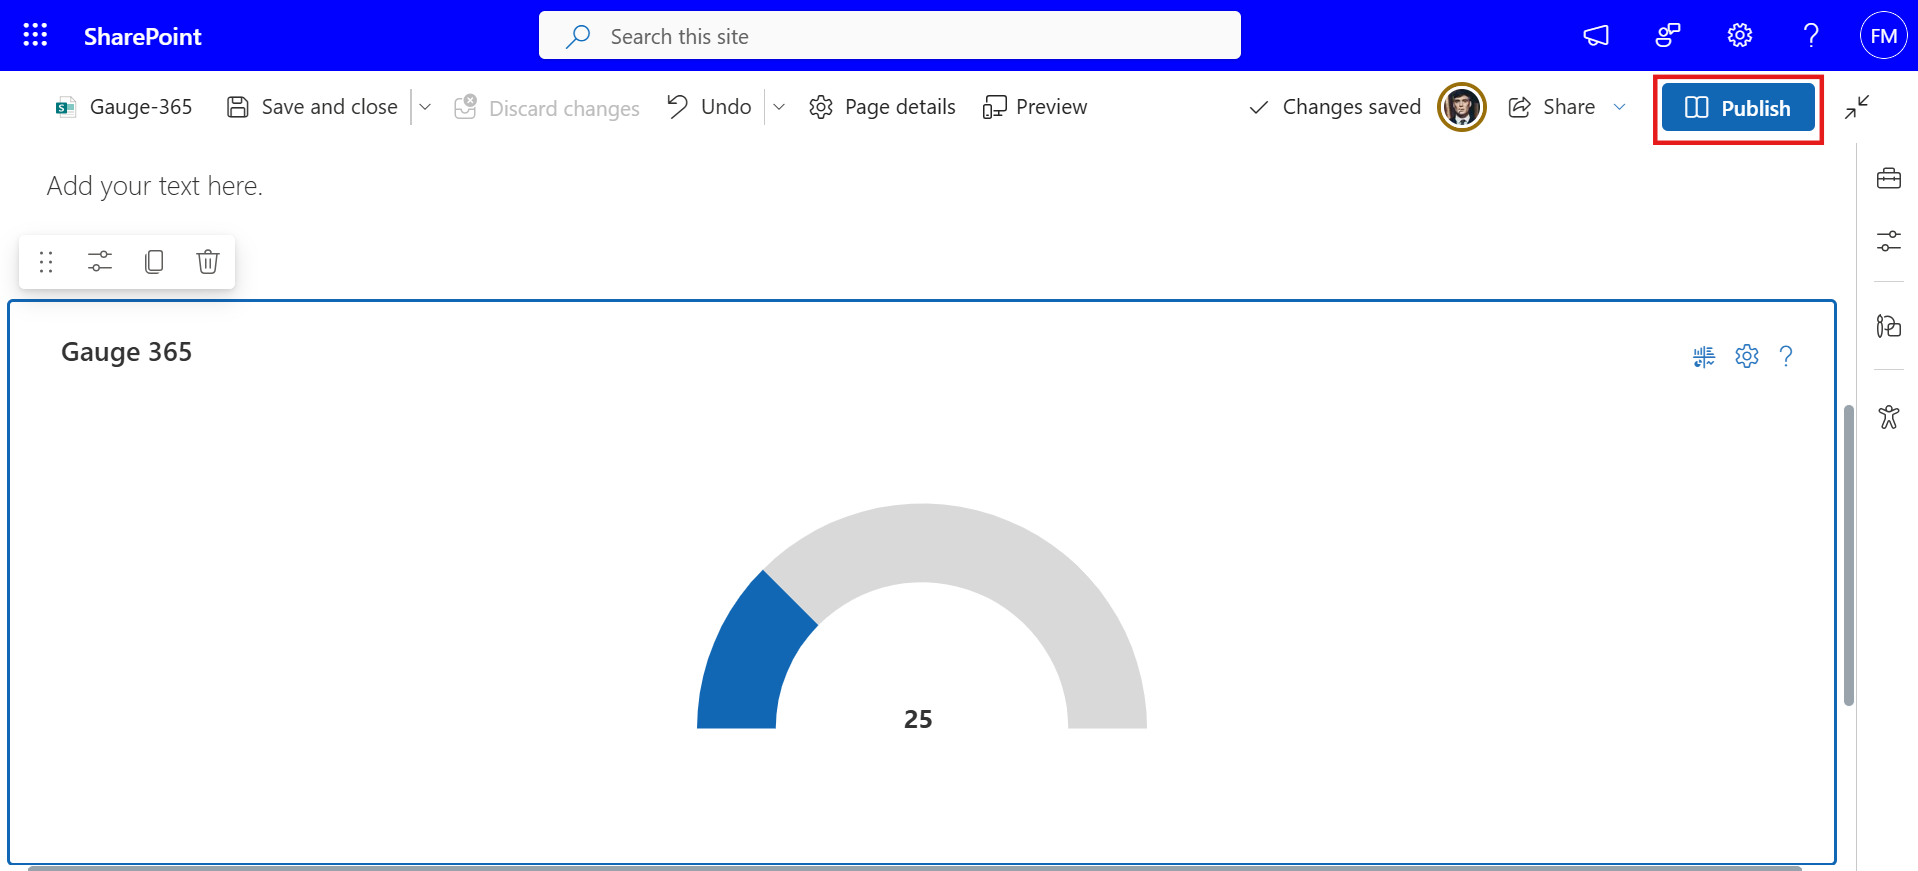 SharePoint
Search this site
?
FM
Gauge-365
Save and close
Discard changes
Undo
Page details
Preview
Changes saved
Share
Publish
Add your text here.
Gauge 365
?
25